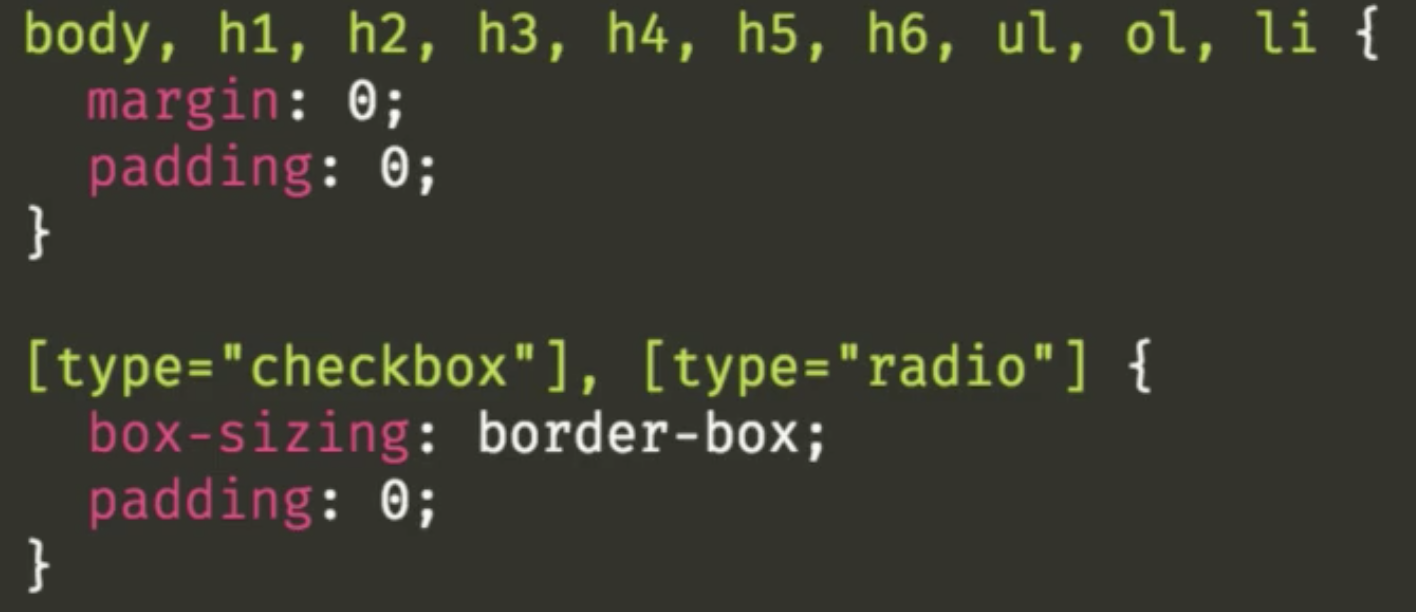 body, h1, h2, h3, h4, h5, h6, ul, ol, li {
  margin: 0;
  padding: 0;
}

[type="checkbox"], [type="radio"] {
  box-sizing: border-box;
  padding: 0;
}